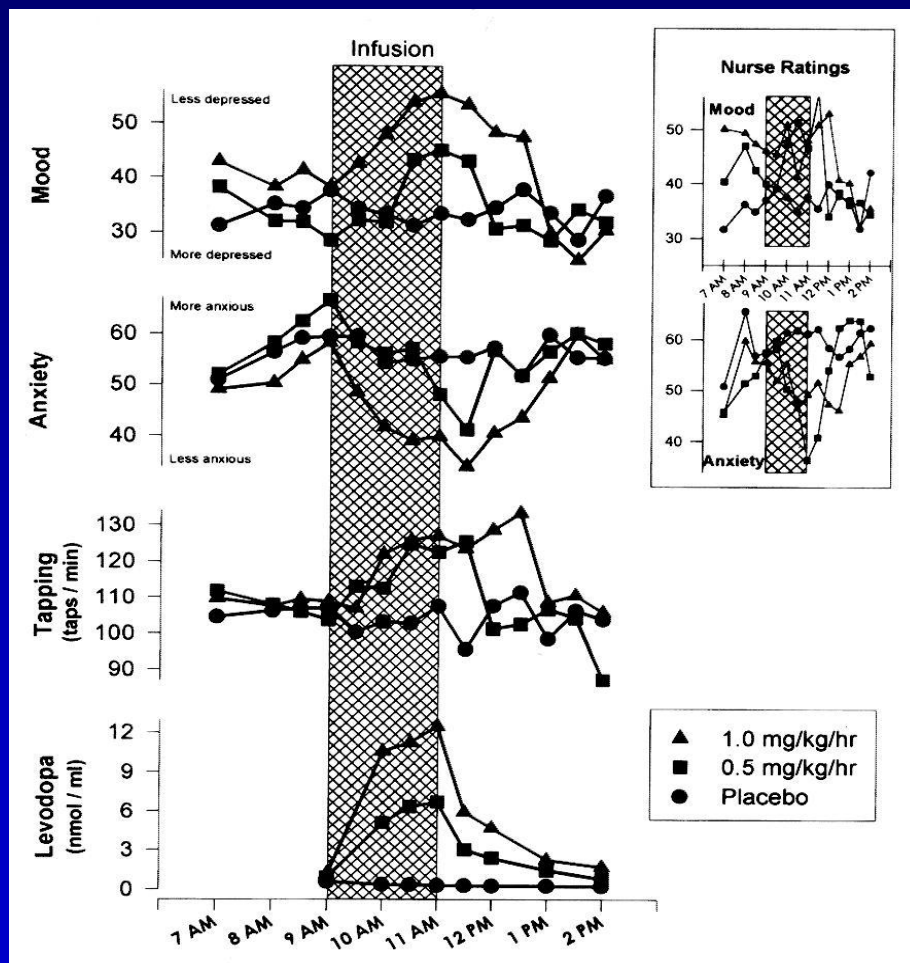 Infusion
Less depressed
50
40
30
More depressed
Mood
More anxious
60
50
40
Less anxious
Anxiety
130
120
110
100
90
Tapping
(taps / min)
12
9
6
3
0
Levodopa
(nmol / ml)
7 AM
8 AM
9 AM
10 AM
11 AM
12 PM
1 PM
2 PM
Nurse Ratings
Mood
50
40
30
7 AM
8 AM
9 AM
10 AM
11 AM
12 PM
1 PM
2 PM
60
50
40
Anxiety
1.0 mg/kg/hr
0.5 mg/kg/hr
Placebo